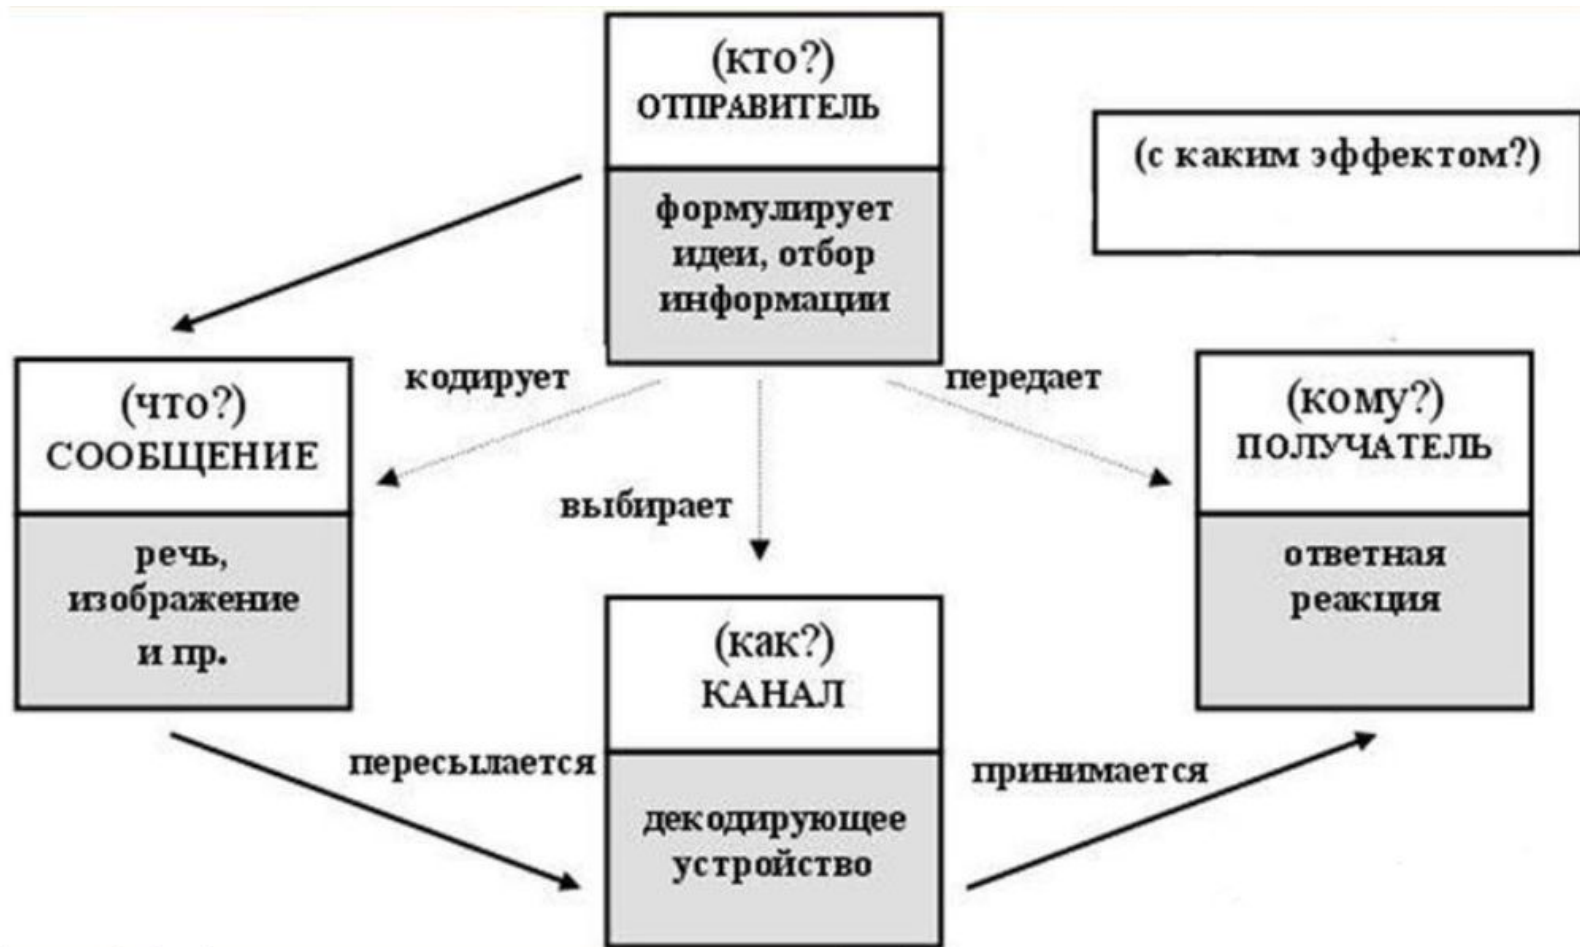 (кто?)
ОТПРАВИТЕЛЬ
формулирует
идеи, отбор
информации
(с каким эффектом?)
кодирует
передает
выбирает
(что?)
СООБЩЕНИЕ
речь,
изображение
и пр.
(кому?)
ПОЛУЧАТЕЛЬ
ответная
реакция
(как?)
КАНАЛ
декодирующее
устройство
пересылается
принимается